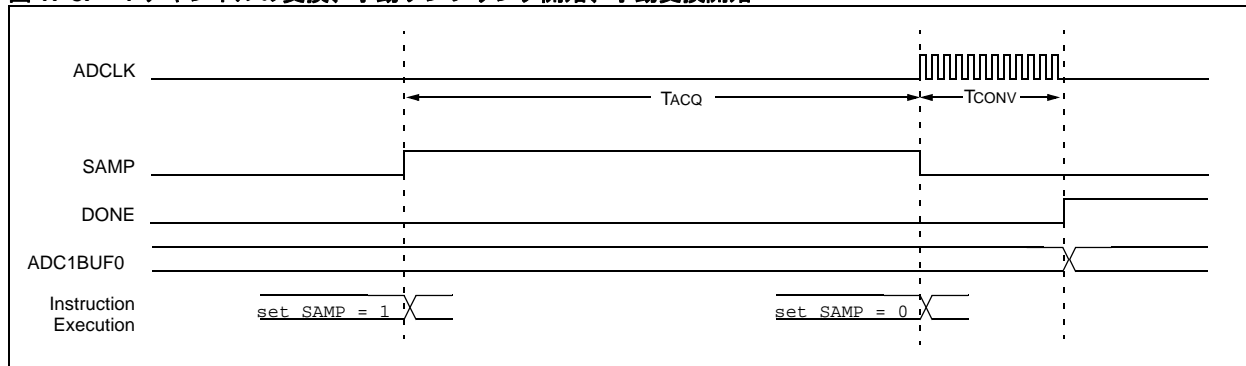 ADCLK
TACQ
TCONV
SAMP
DONE
ADC1BUF0
Instruction
Execution
set SAMP = 1
set SAMP = 0